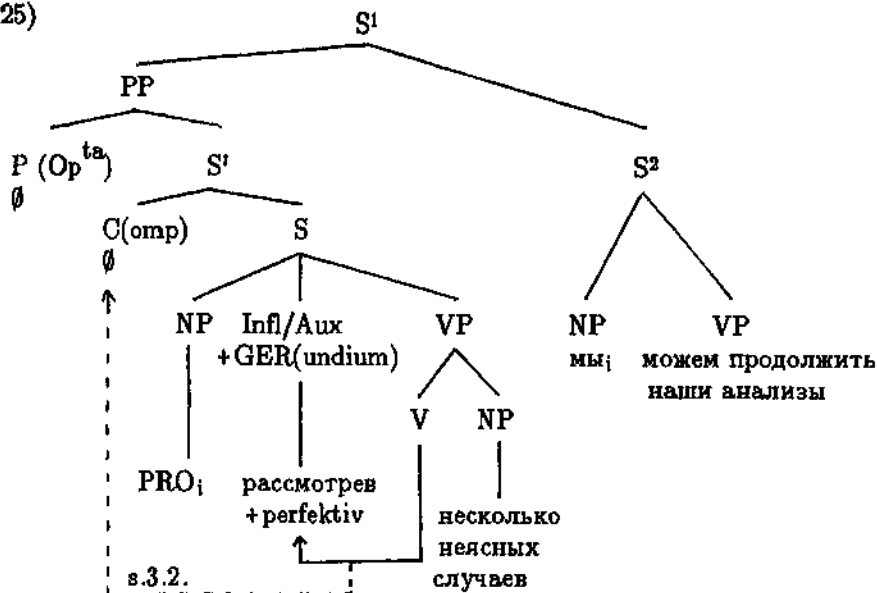 25)
S¹
PP
P (Op^ta) S' S²
∅
C(omp) S
∅
NP Infl/Aux VP NP VP
+GER(undium) мы_i можем продолжить
наши анализы
V NP
PRO_i рассмотрев
+perfektiv несколько
неясных
s.3.2. случаев